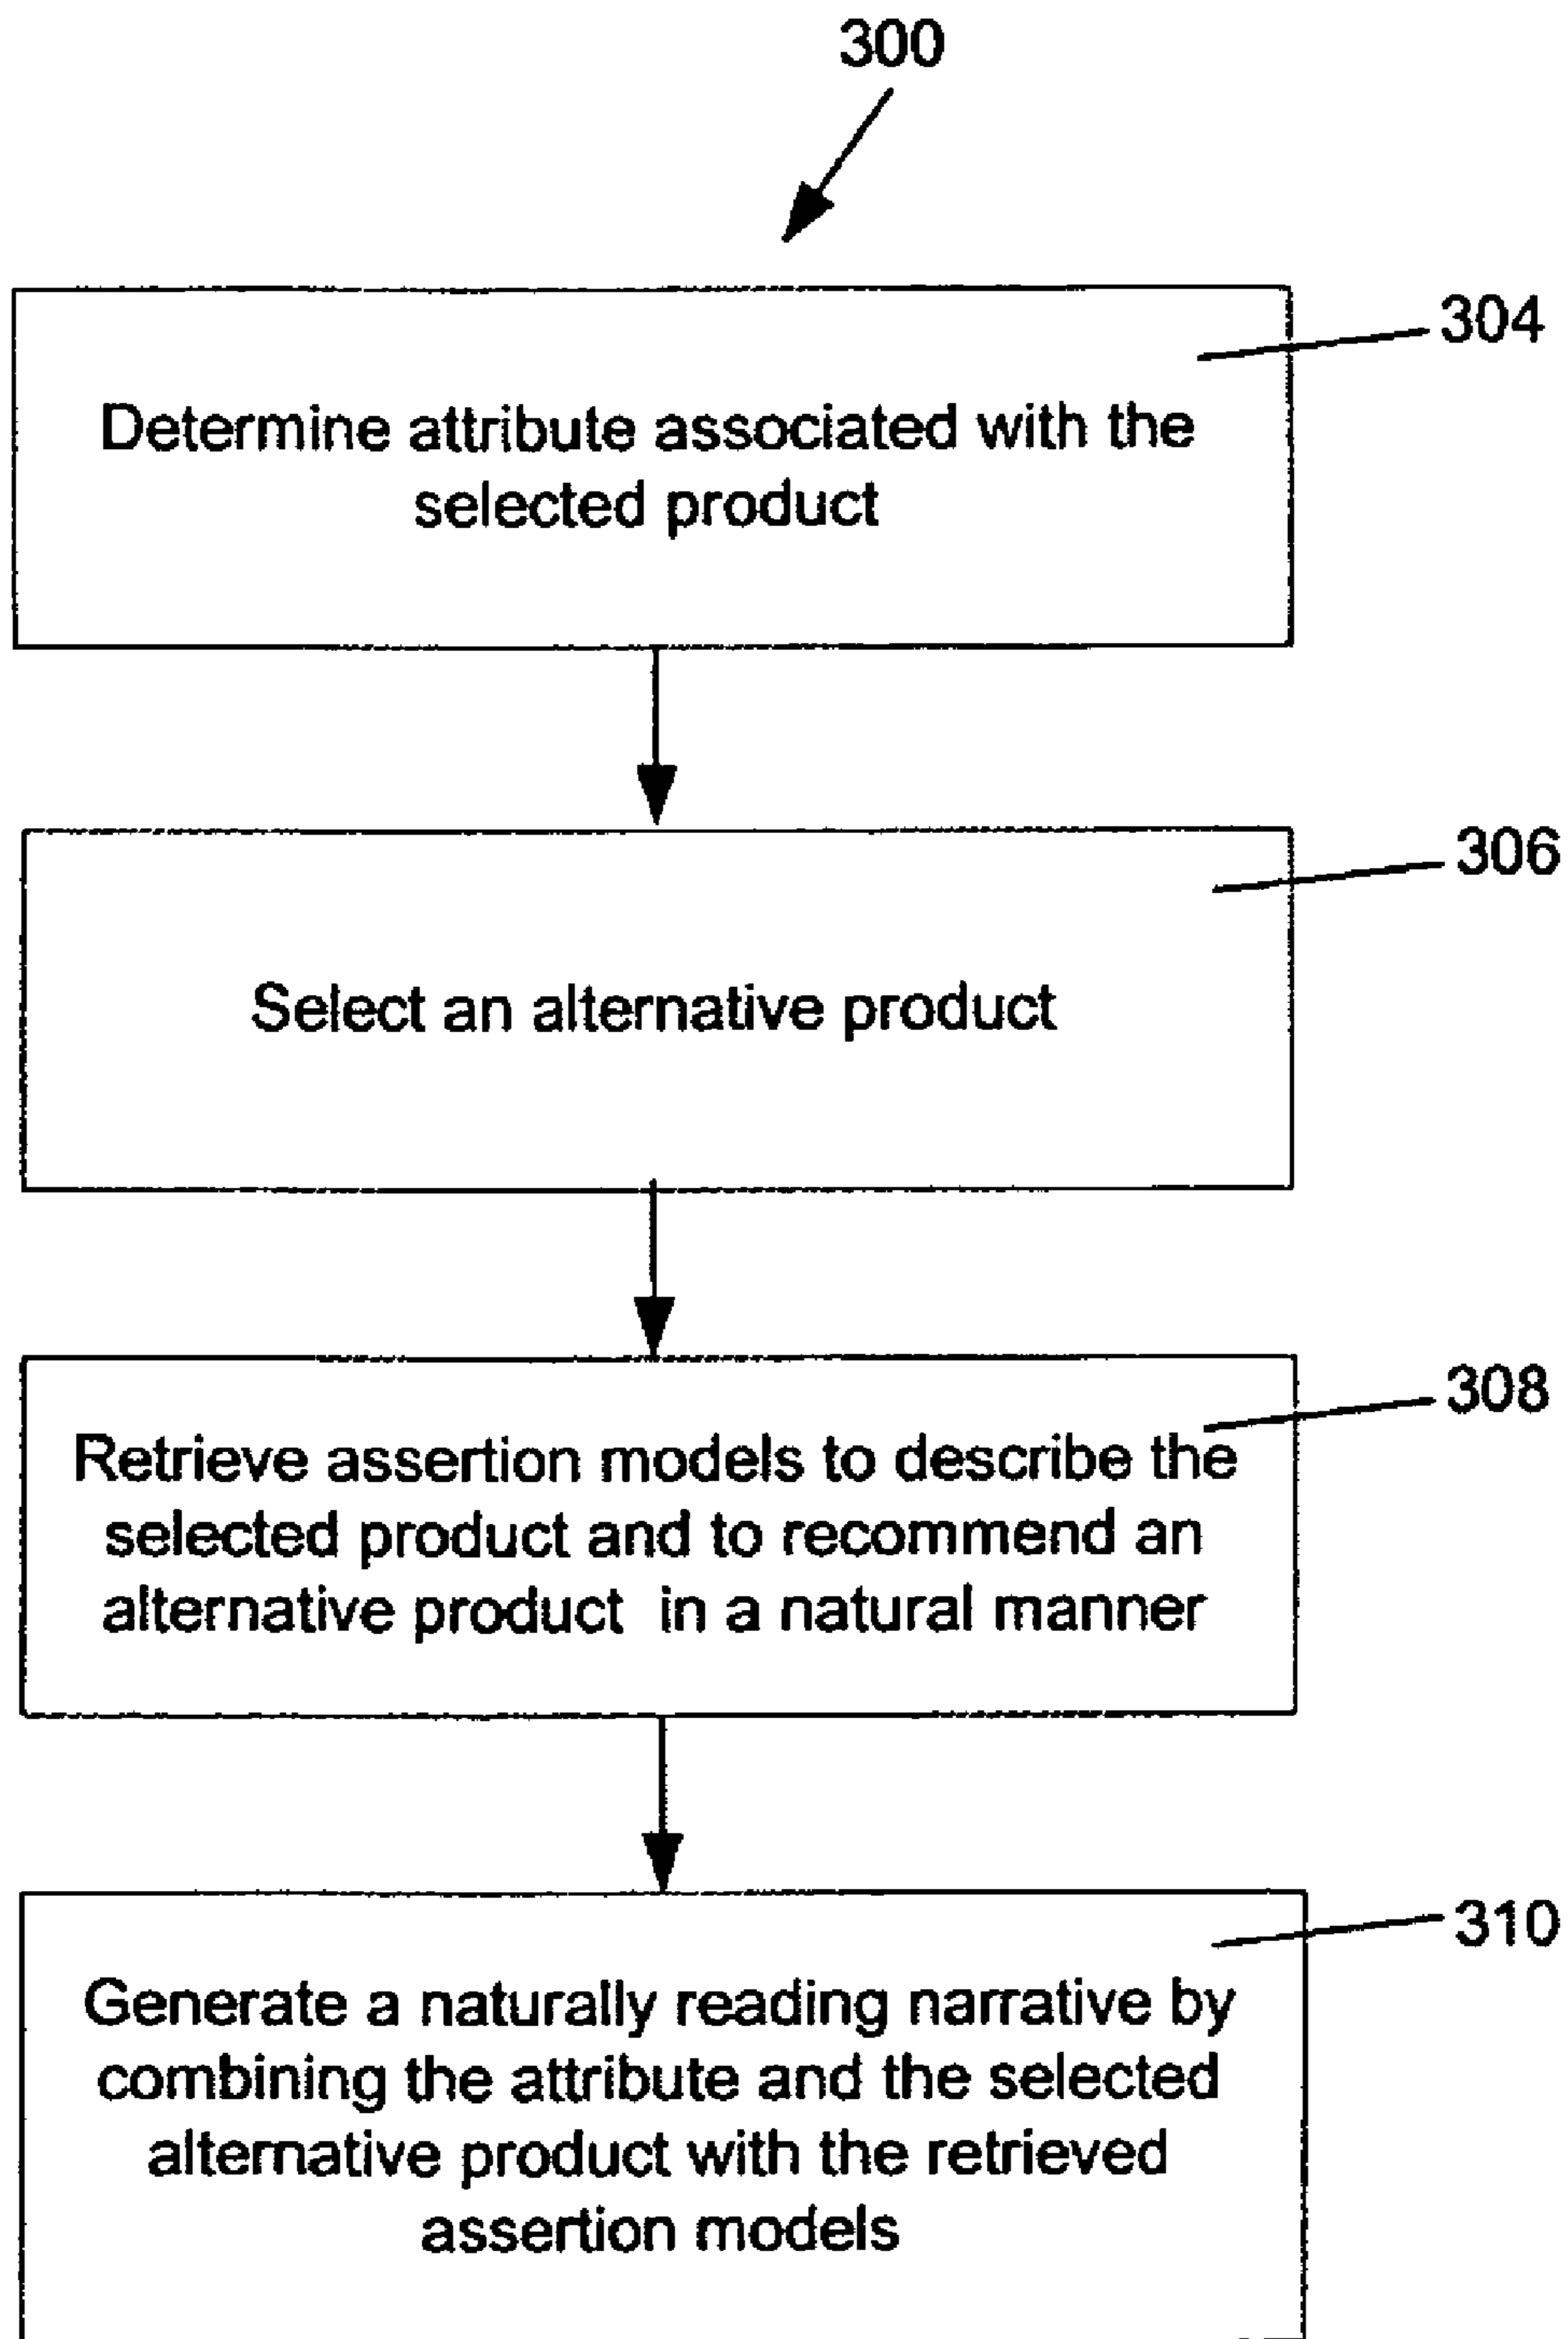 300
304
Determine attribute associated with the
selected product
306
Select an alternative product
308
Retrieve assertion models to describe the
selected product and to recommend an
alternative product in a natural manner
310
Generate a naturally reading narrative by
combining the attribute and the selected
alternative product with the retrieved
assertion models